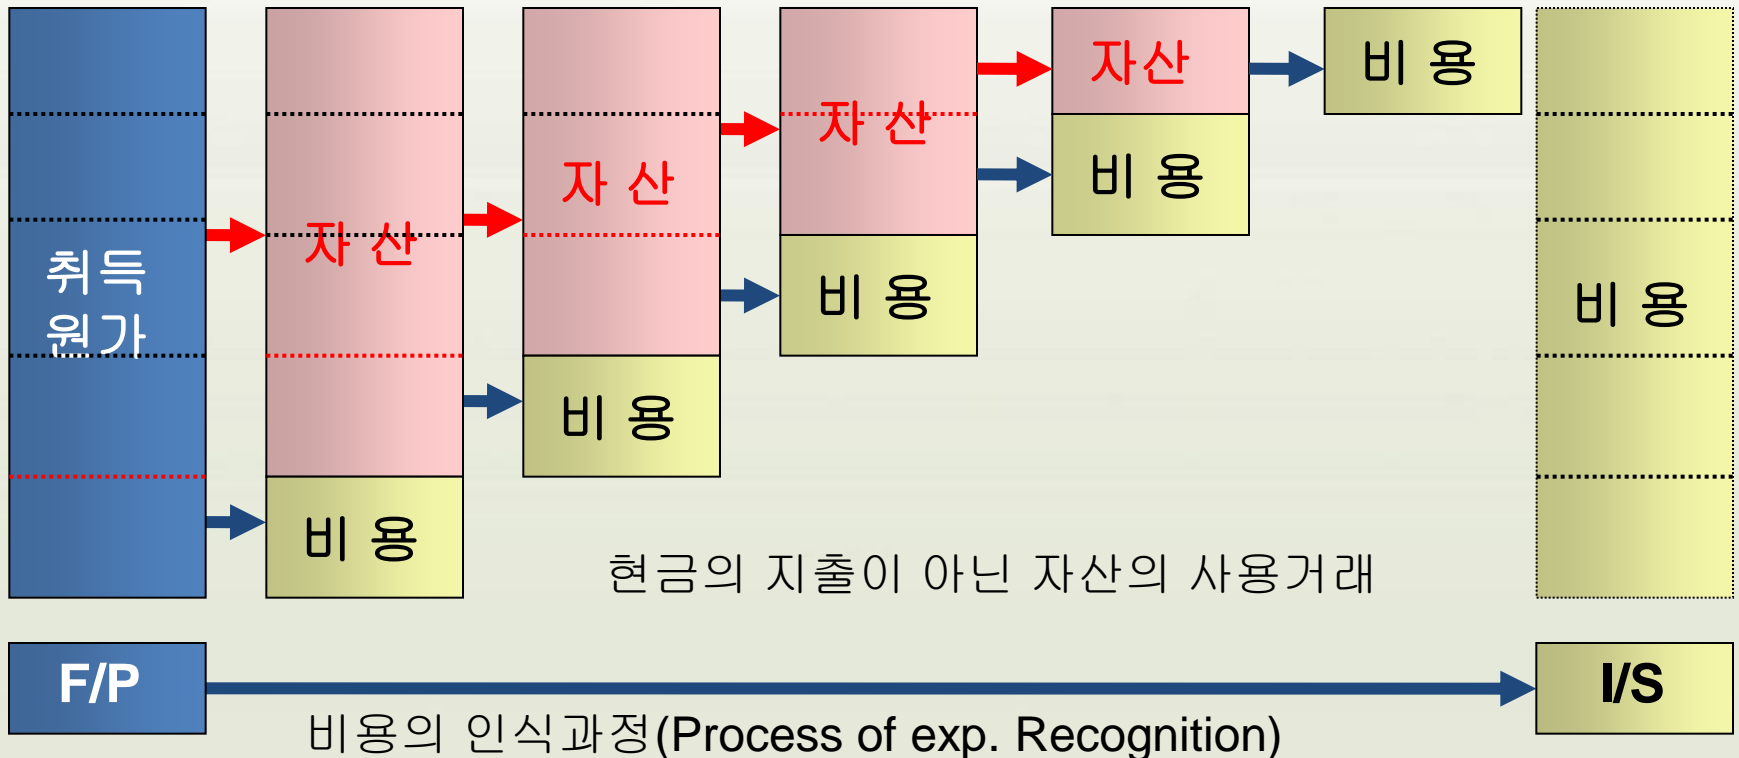 취득
원가
자 산
비 용
자 산
비 용
자 산
비 용
자산
비 용
비 용
비 용
현금의 지출이 아닌 자산의 사용거래
F/P
I/S
비용의 인식과정(Process of exp. Recognition)